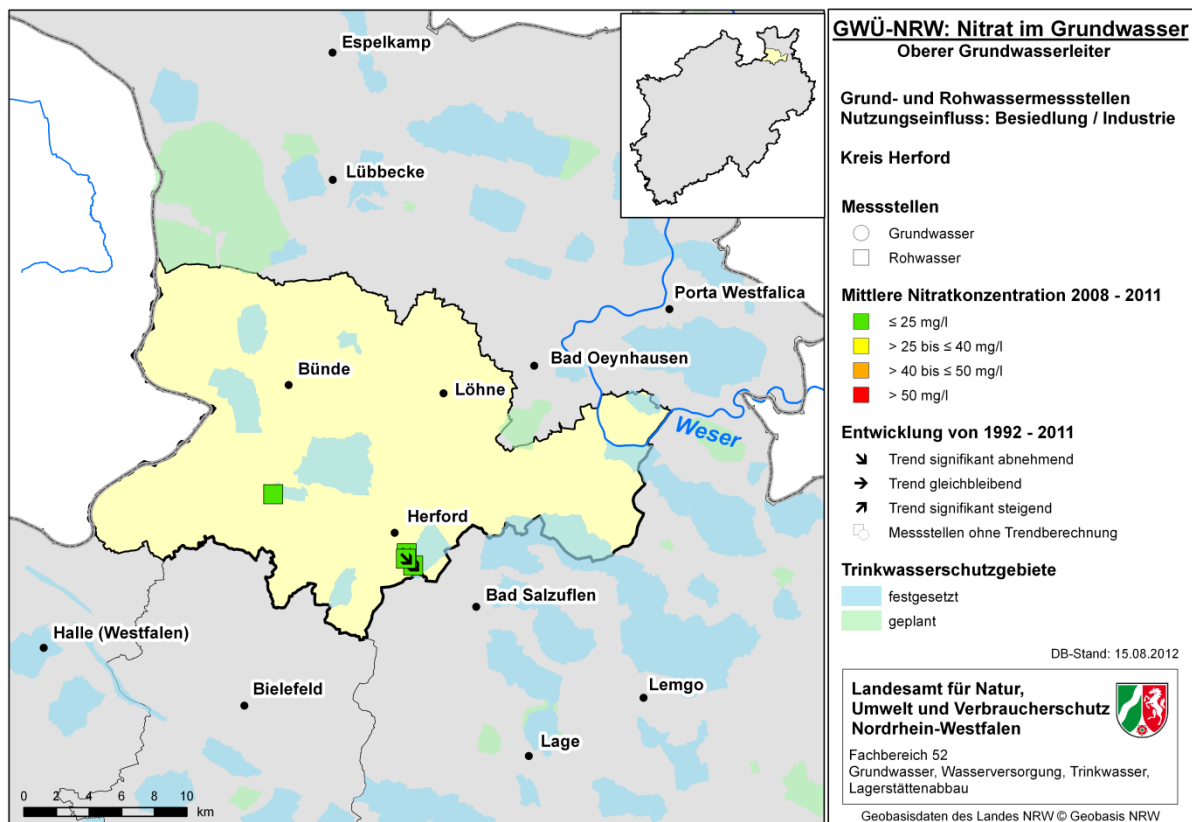 Espelkamp
Lübbecke
Porta Westfalica
Bad Oeynhausen
Bünde
Löhne
Weser
Herford
Bad Salzuflen
Halle (Westfalen)
Bielefeld
Lemgo
Lage
0 2 4 6 8 10
km
GWÜ-NRW: Nitrat im Grundwasser
Oberer Grundwasserleiter
Grund- und Rohwassermessstellen
Nutzungseinfluss: Besiedlung / Industrie
Kreis Herford
Messstellen
Grundwasser
Rohwasser
Mittlere Nitratkonzentration 2008 - 2011
≤ 25 mg/l
> 25 bis ≤ 40 mg/l
> 40 bis ≤ 50 mg/l
> 50 mg/l
Entwicklung von 1992 - 2011
Trend signifikant abnehmend
Trend gleichbleibend
Trend signifikant steigend
Messstellen ohne Trendberechnung
Trinkwasserschutzgebiete
festgesetzt
geplant
DB-Stand: 15.08.2012
Landesamt für Natur,
Umwelt und Verbraucherschutz
Nordrhein-Westfalen
Fachbereich 52
Grundwasser, Wasserversorgung, Trinkwasser,
Lagerstättenabbau
Geobasisdaten des Landes NRW © Geobasis NRW